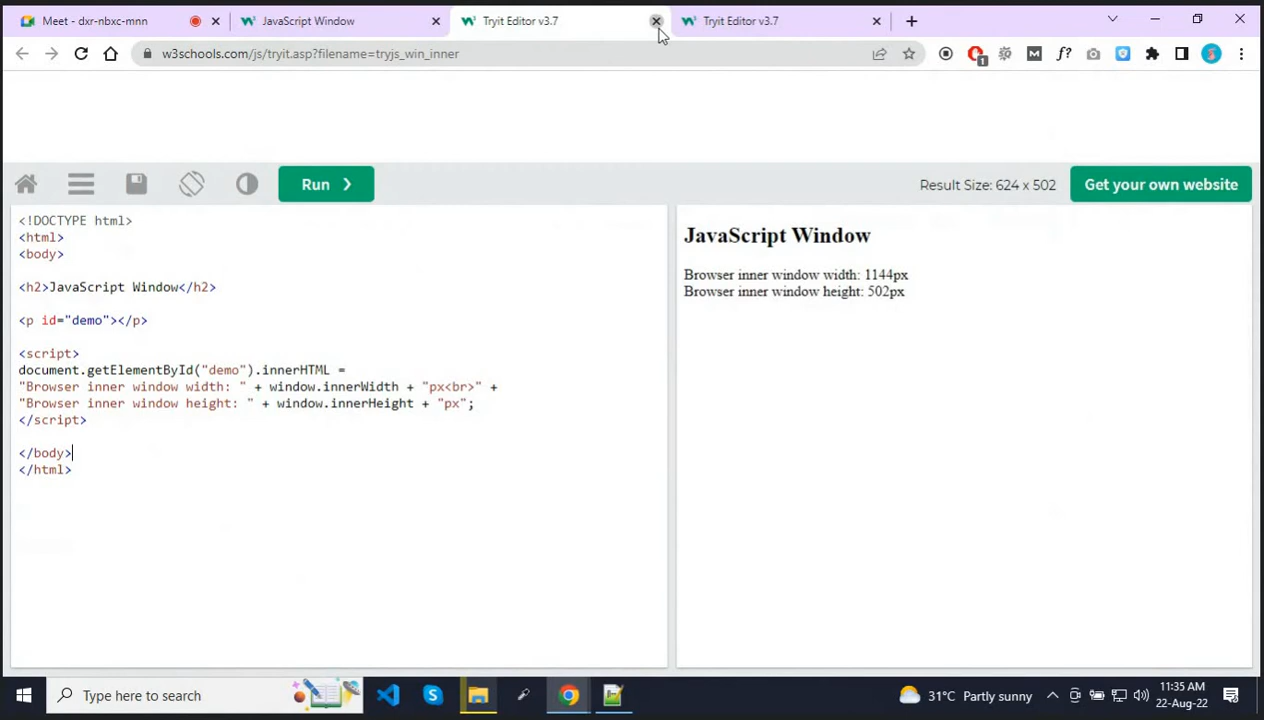 Meet - dxr-nbxc-mnn
JavaScript Window
Tryit Editor v3.7
Tryit Editor v3.7
w3schools.com/js/tryit.asp?filename=tryjs_win_inner
1
Run ❯
Result Size: 624 x 502
Get your own website
<!DOCTYPE html>
<html>
<body>
<h2>JavaScript Window</h2>
<p id="demo"></p>
<script>
document.getElementById("demo").innerHTML =
"Browser inner window width: " + window.innerWidth + "px<br>" +
"Browser inner window height: " + window.innerHeight + "px";
</script>
</body>
</html>
JavaScript Window
Browser inner window width: 1144px
Browser inner window height: 502px
Type here to search
31°C Partly sunny
11:35 AM
22-Aug-22